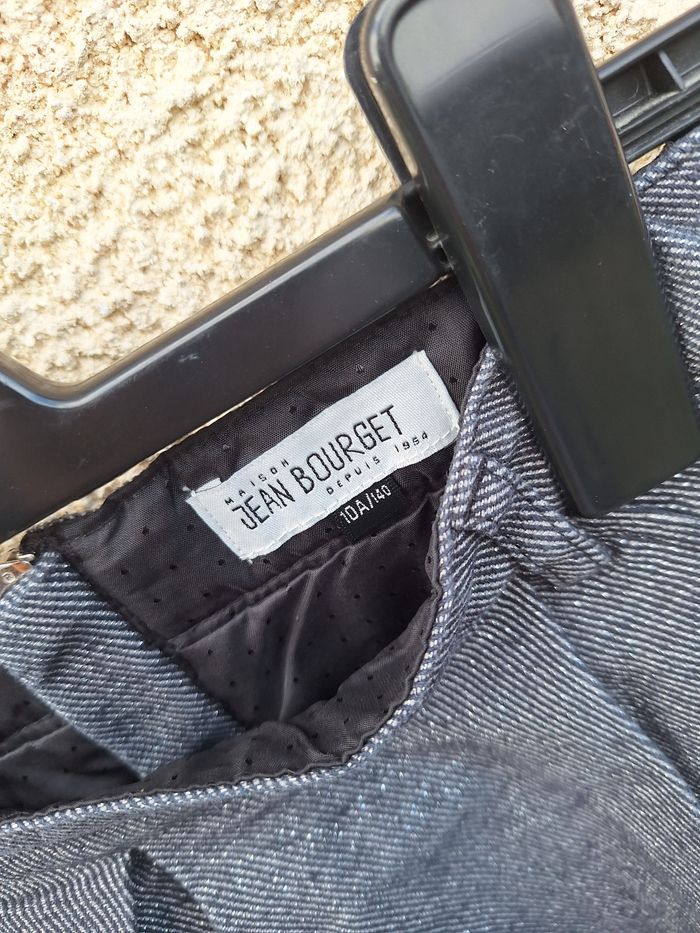 MAISON
JEAN BOURGET
DEPUIS 1954
10A/140